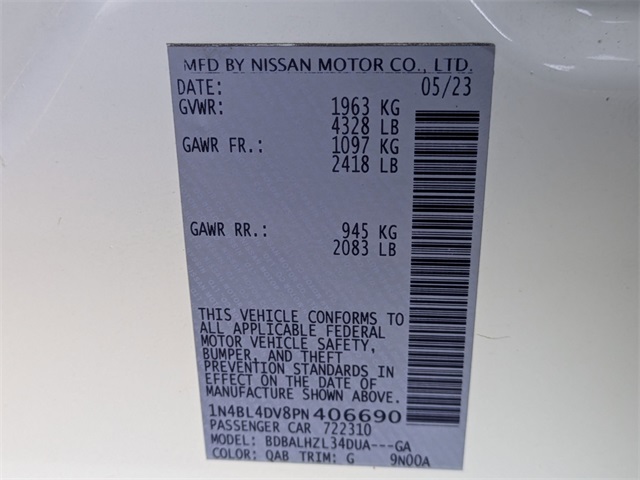 MFD BY NISSAN MOTOR CO., LTD.
DATE: 05/23
GVWR: 1963 KG
4328 LB
GAWR FR.: 1097 KG
2418 LB
GAWR RR.: 945 KG
2083 LB
THIS VEHICLE CONFORMS TO
ALL APPLICABLE FEDERAL
MOTOR VEHICLE SAFETY,
BUMPER, AND THEFT
PREVENTION STANDARDS IN
EFFECT ON THE DATE OF
MANUFACTURE SHOWN ABOVE.
1N4BL4DV8PN406690
PASSENGER CAR 722310
MODEL: BDBALHZL34DUA---GA
COLOR: QAB TRIM: G 9N00A